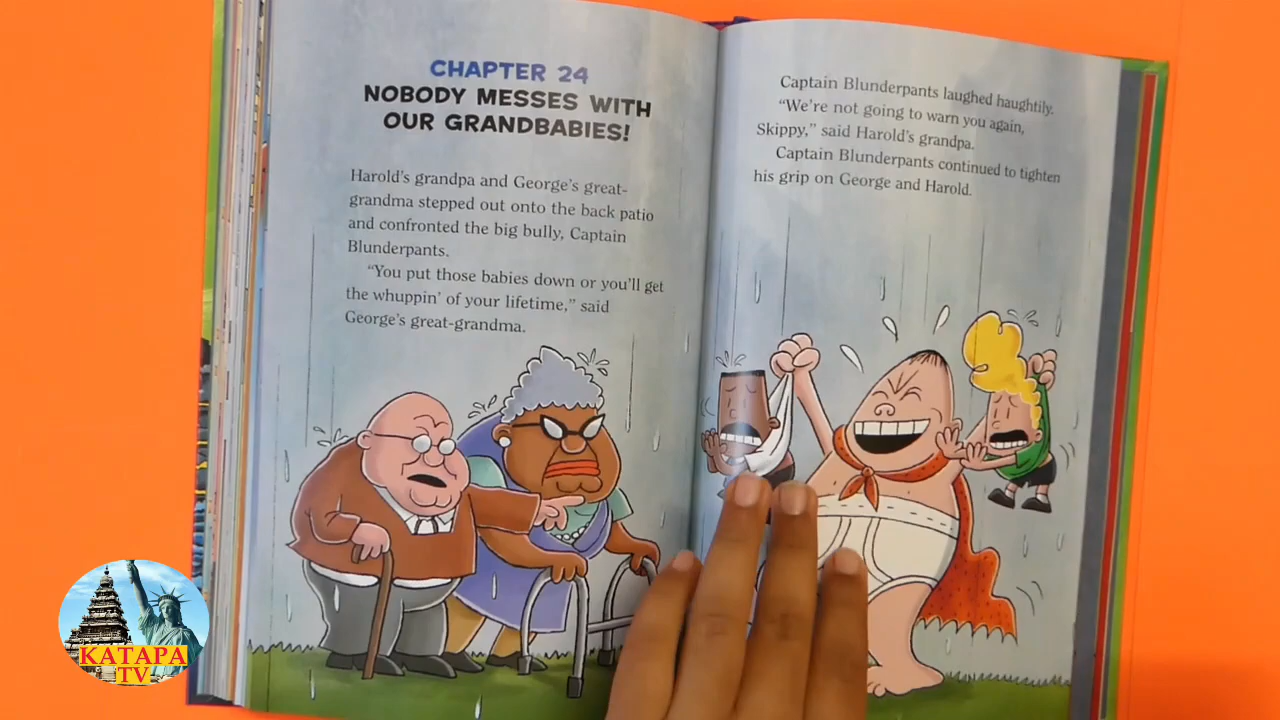 CHAPTER 24
NOBODY MESSES WITH
OUR GRANDBABIES!
Harold's grandpa and George's great-
grandma stepped out onto the back patio
and confronted the big bully, Captain
Blunderpants.
“You put those babies down or you'll get
the whuppin' of your lifetime,” said
George's great-grandma.
Captain Blunderpants laughed haughtily.
“We're not going to warn you again,
Skippy,” said Harold's grandpa.
Captain Blunderpants continued to tighten
his grip on George and Harold.
KATAPA
TV